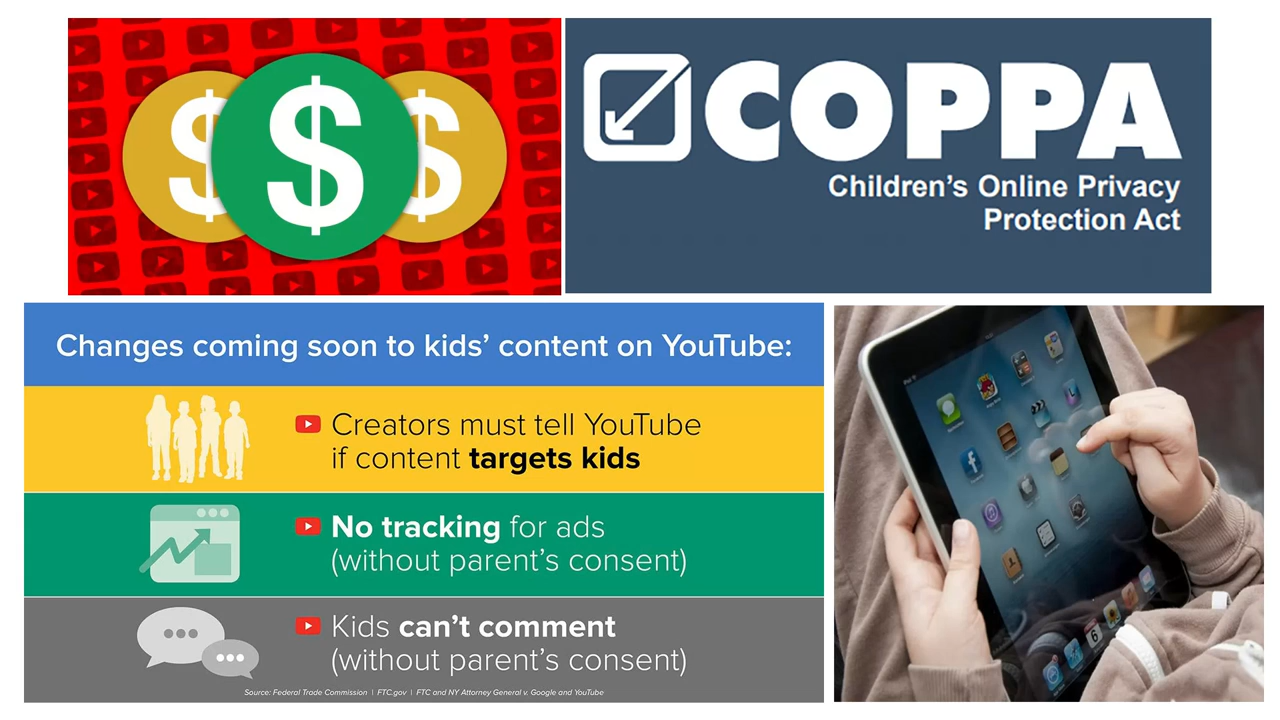 $ $ $
COPPA
Children's Online Privacy
Protection Act
Changes coming soon to kids' content on YouTube:
Creators must tell YouTube
if content targets kids
No tracking for ads
(without parent's consent)
Kids can't comment
(without parent's consent)
Source: Federal Trade Commission | FTC.gov | FTC and NY Attorney General v. Google and YouTube
6